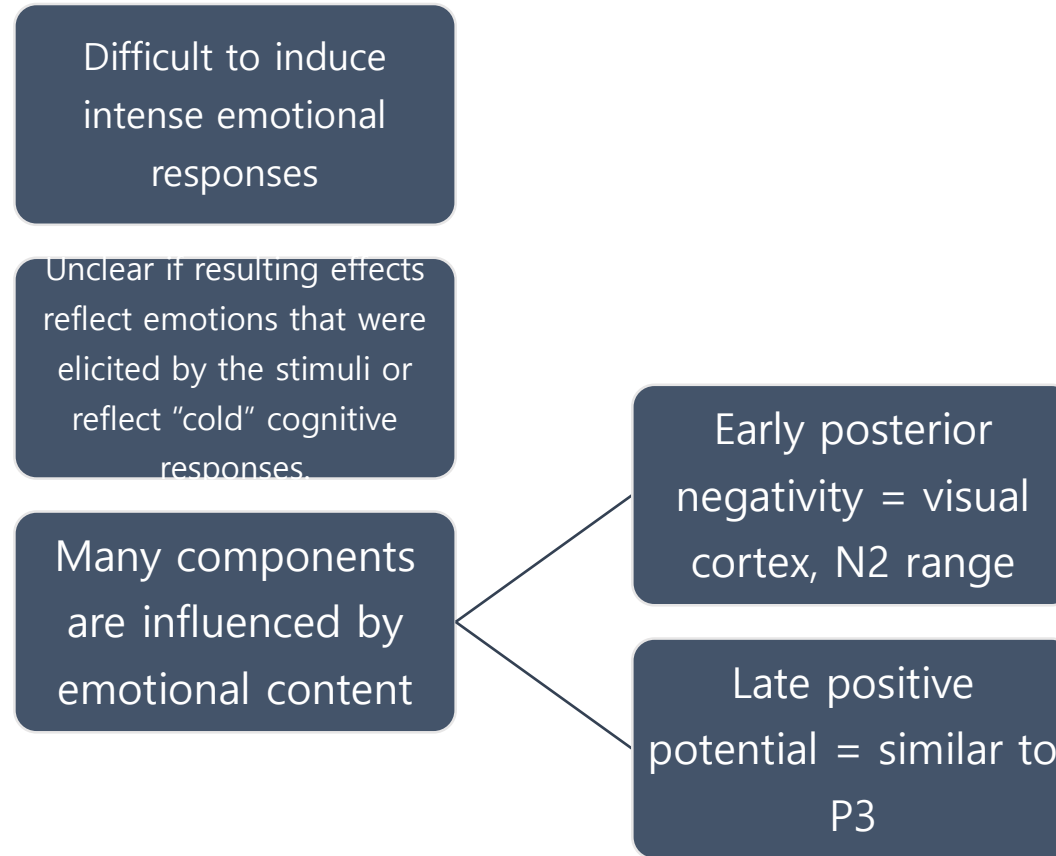 Difficult to induce
intense emotional
responses
Unclear if resulting effects
reflect emotions that were
elicited by the stimuli or
reflect “cold” cognitive
responses.
Many components
are influenced by
emotional content
Early posterior
negativity = visual
cortex, N2 range
Late positive
potential = similar to
P3